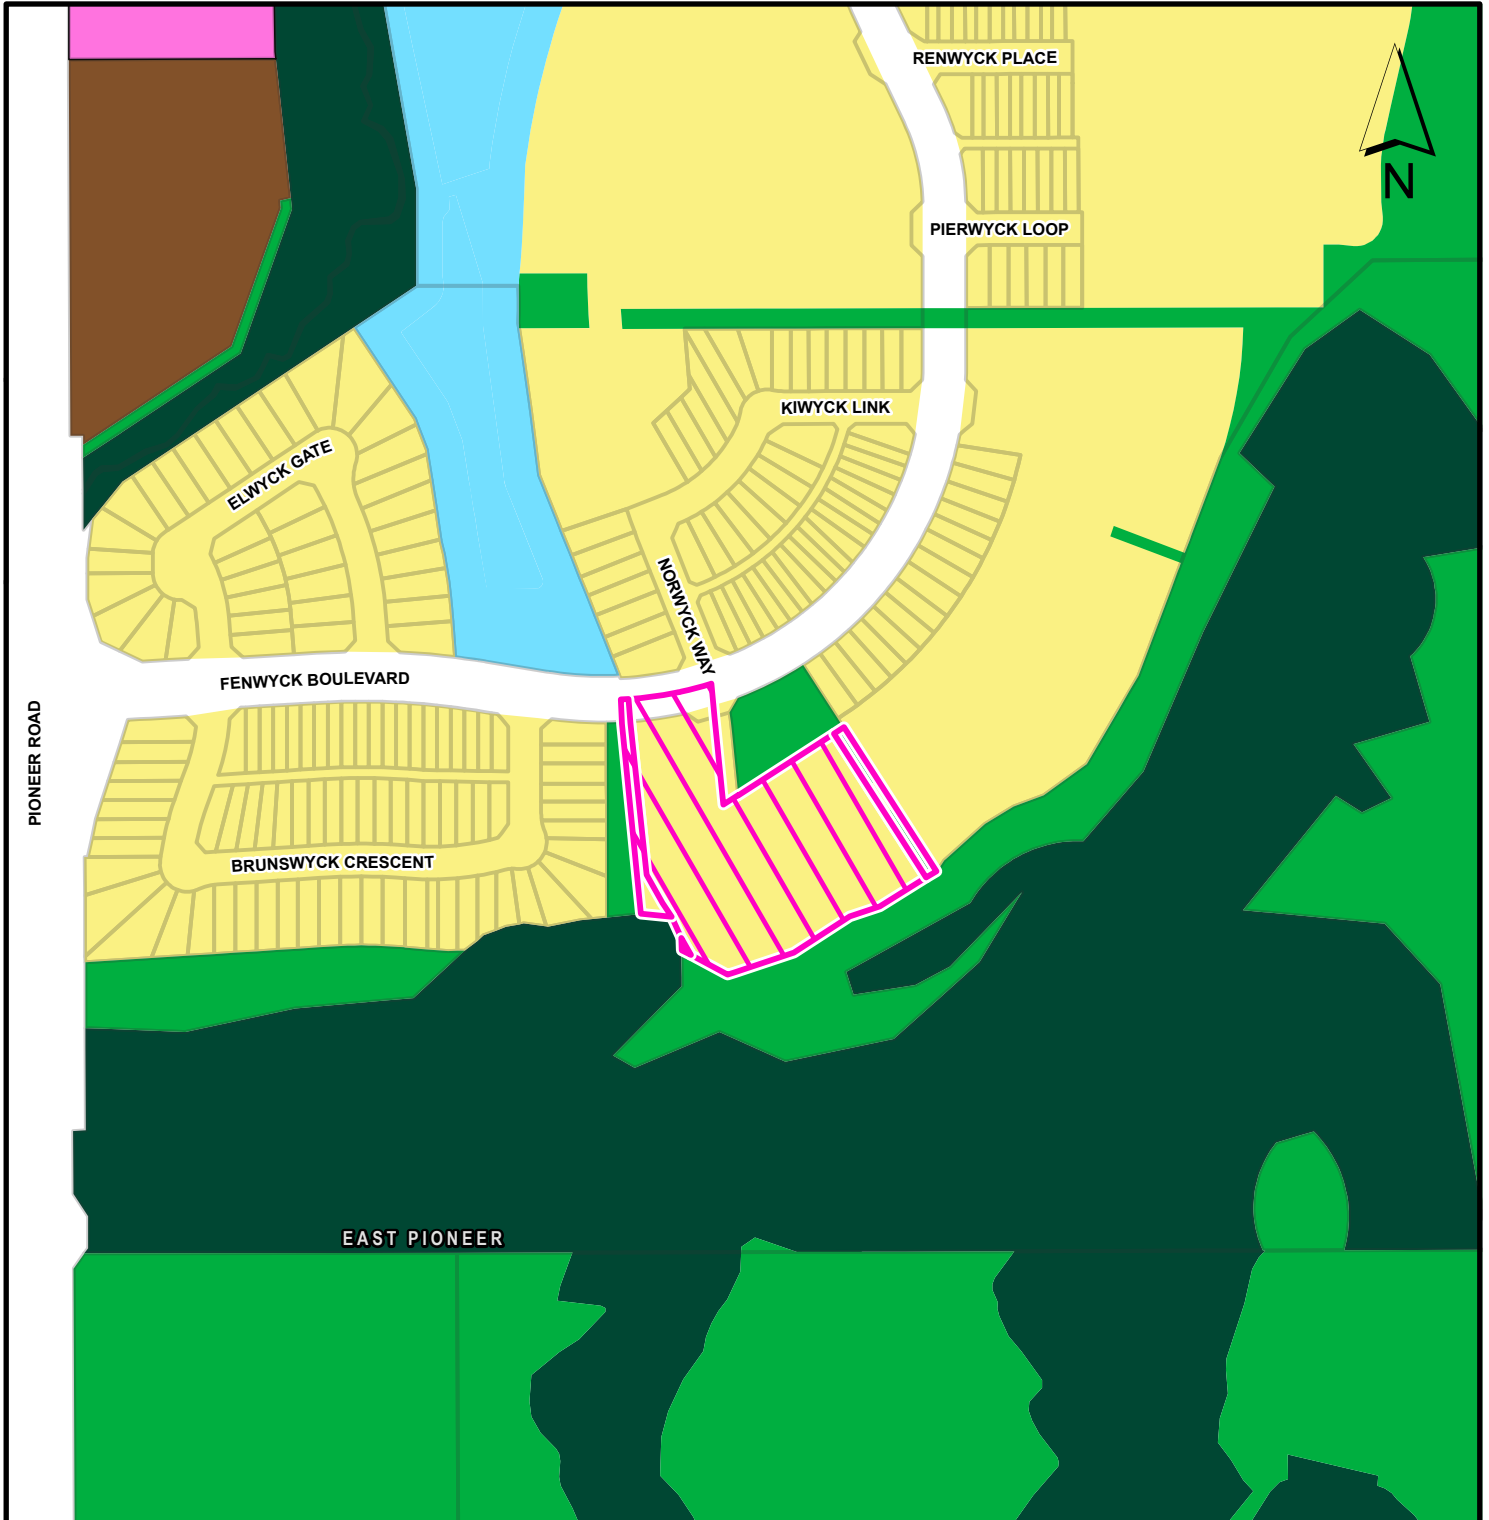 RENWYCK PLACE
N
PIERWYCK LOOP
KIWYCK LINK
ELWYCK GATE
NORWYCK WAY
FENWYCK BOULEVARD
PIONEER ROAD
BRUNSWYCK CRESCENT
EAST PIONEER